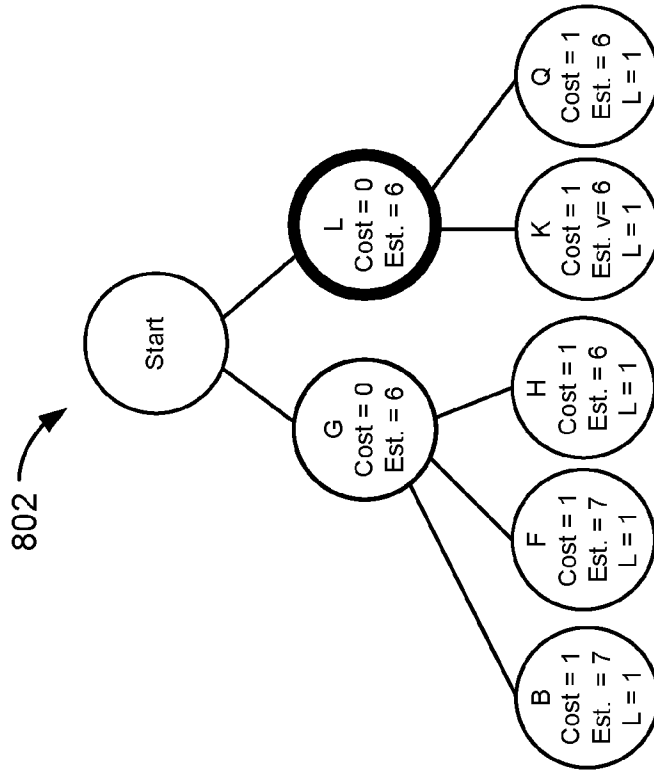 802
Start
G
Cost = 0
Est. = 6
L
Cost = 0
Est. = 6
B
Cost = 1
Est. = 7
L = 1
F
Cost = 1
Est. = 7
L = 1
H
Cost = 1
Est. = 6
L = 1
K
Cost = 1
Est. v= 6
L = 1
Q
Cost = 1
Est. = 6
L = 1